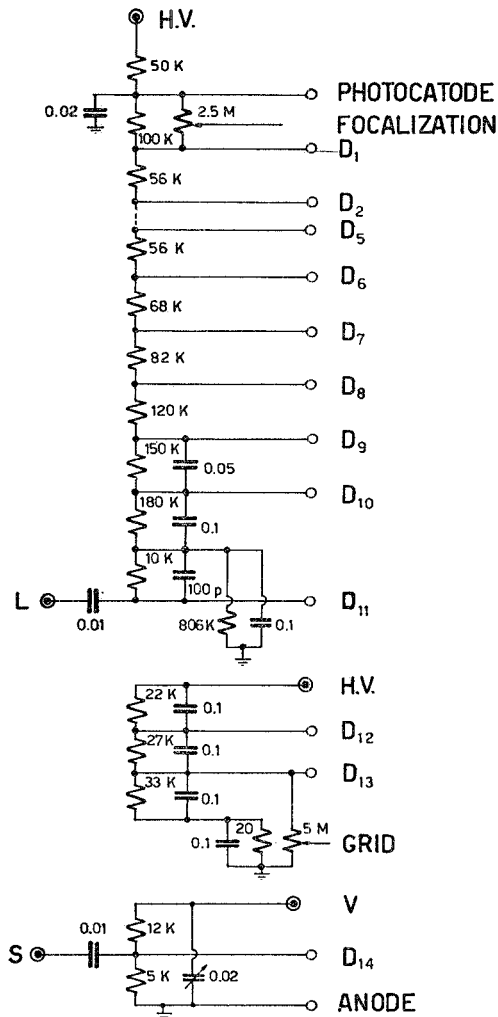 H.V.
50 K
PHOTOCATODE
0.02
2.5 M
FOCALIZATION
100 K
D1
56 K
D2
D5
56 K
D6
68 K
D7
82 K
D8
120 K
D9
150 K
0.05
D10
180 K
0.1
10 K
100 p
L
D11
0.01
806K
0.1
H.V.
22 K
0.1
D12
27K
0.1
D13
33 K
0.1
20
5 M
0.1
GRID
V
0.01
12 K
S
D14
5 K
0.02
ANODE